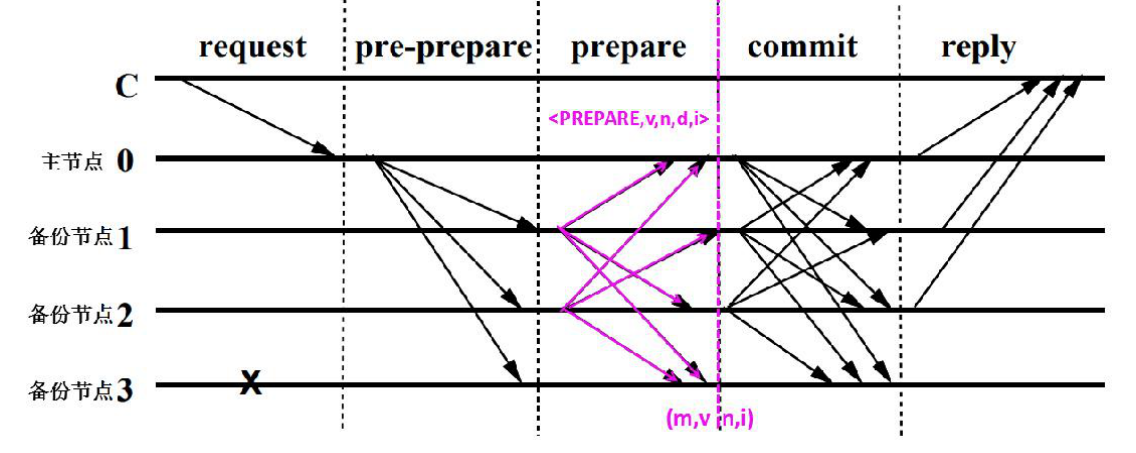 request pre-prepare prepare commit reply
C
<PREPARE,v,n,d,i>
主节点 0
备份节点 1
备份节点 2
备份节点 3
X
(m,v n,i)